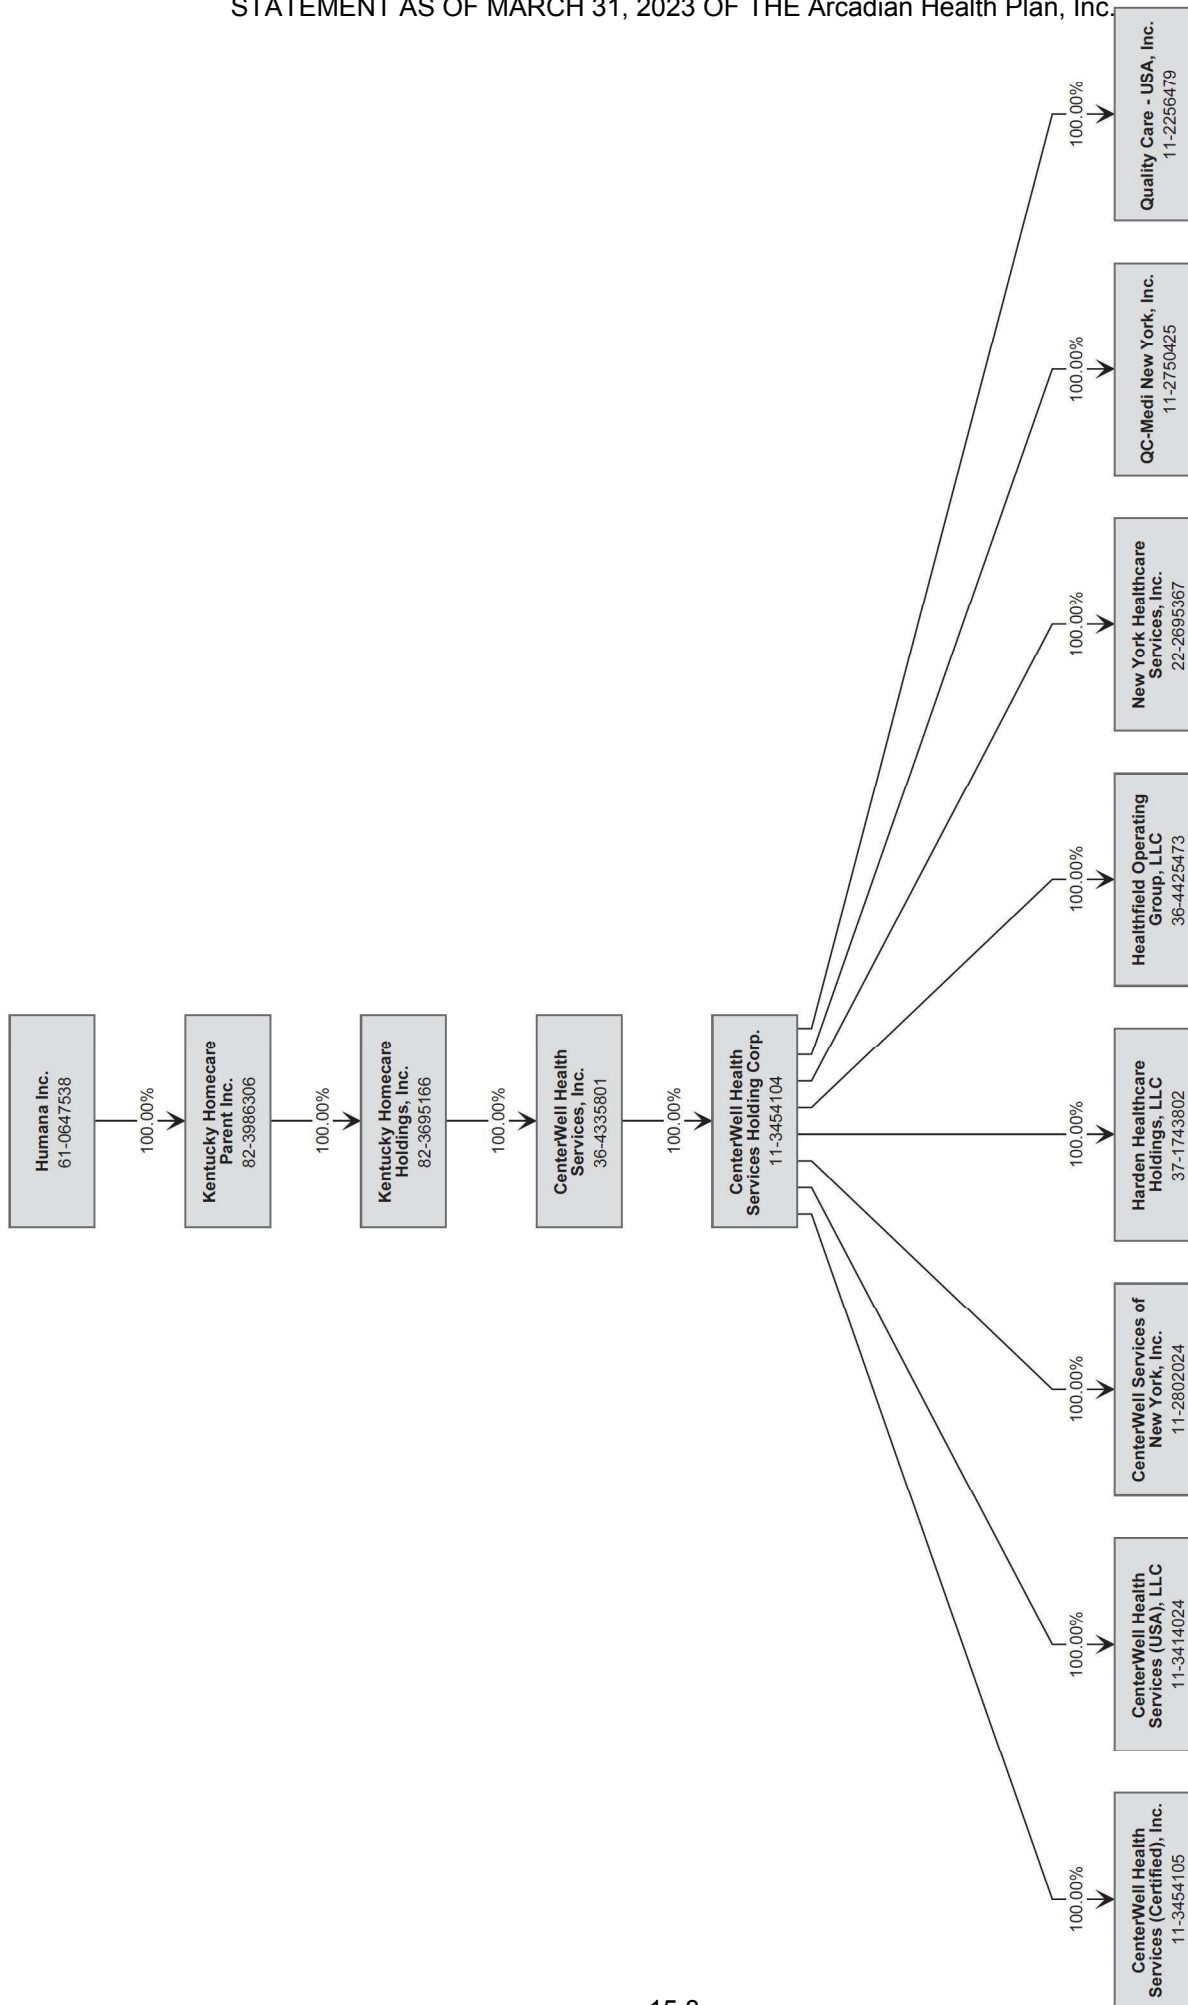 STATEMENT AS OF MARCH 31, 2023 OF THE Arcadian Health Plan, Inc.
Humana Inc.
61-0647538
100.00%
Kentucky Homecare
Parent Inc.
82-3986306
100.00%
Kentucky Homecare
Holdings, Inc.
82-3695166
100.00%
CenterWell Health
Services, Inc.
36-4335801
100.00%
CenterWell Health
Services Holding Corp.
11-3454104
100.00%
CenterWell Health
Services (Certified), Inc.
11-3454105
100.00%
CenterWell Health
Services (USA), LLC
11-3414024
100.00%
CenterWell Services of
New York, Inc.
11-2802024
100.00%
Harden Healthcare
Holdings, LLC
37-1743802
100.00%
Healthfield Operating
Group, LLC
36-4425473
100.00%
New York Healthcare
Services, Inc.
22-2695367
100.00%
QC-Medi New York, Inc.
11-2750425
100.00%
Quality Care - USA, Inc.
11-2256479